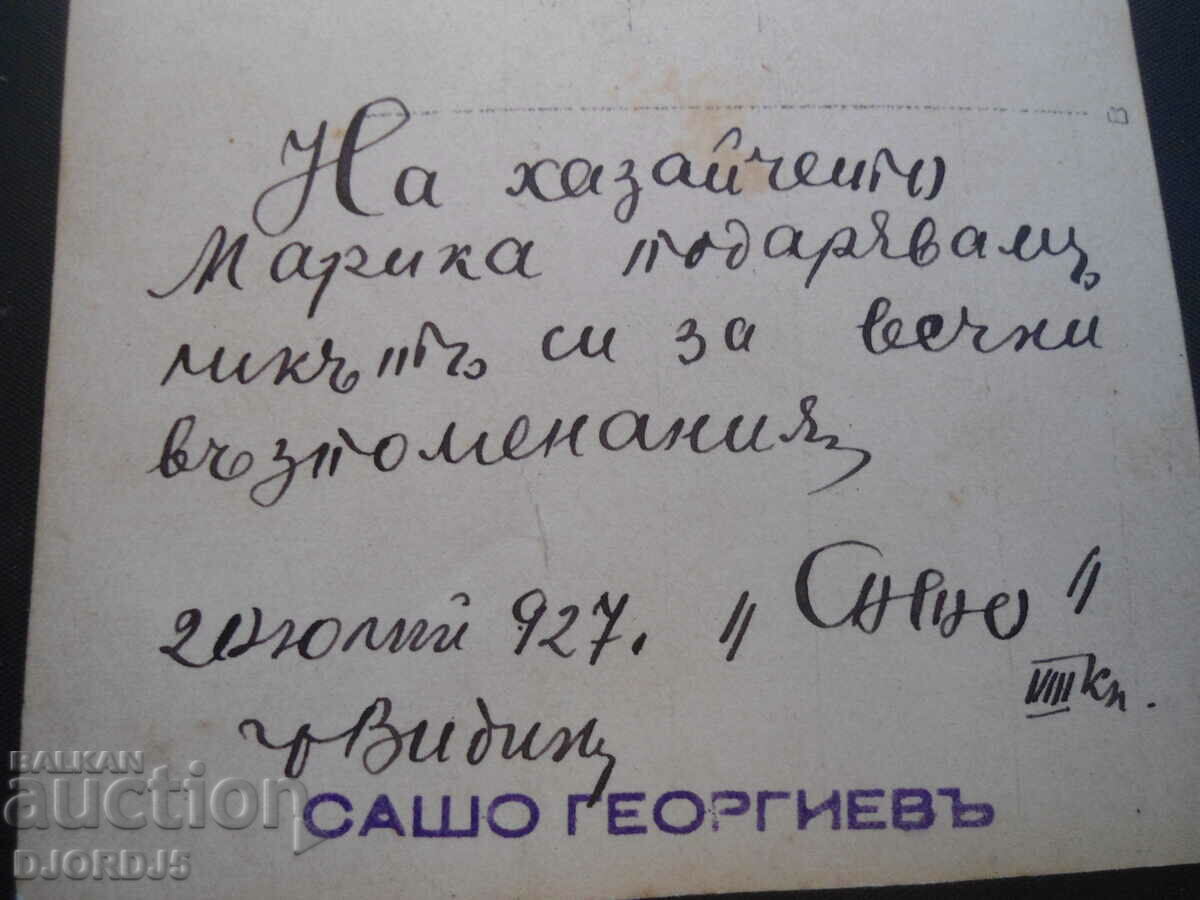 На хазайчето
Марика подарявамъ
ликътъ си за вечни
възпоменания
20 юлий 927. "Сашо"
VIII кл.
гр Видинъ
САШО ГЕОРГИЕВЪ
BALKAN
auction
DJORDJ5